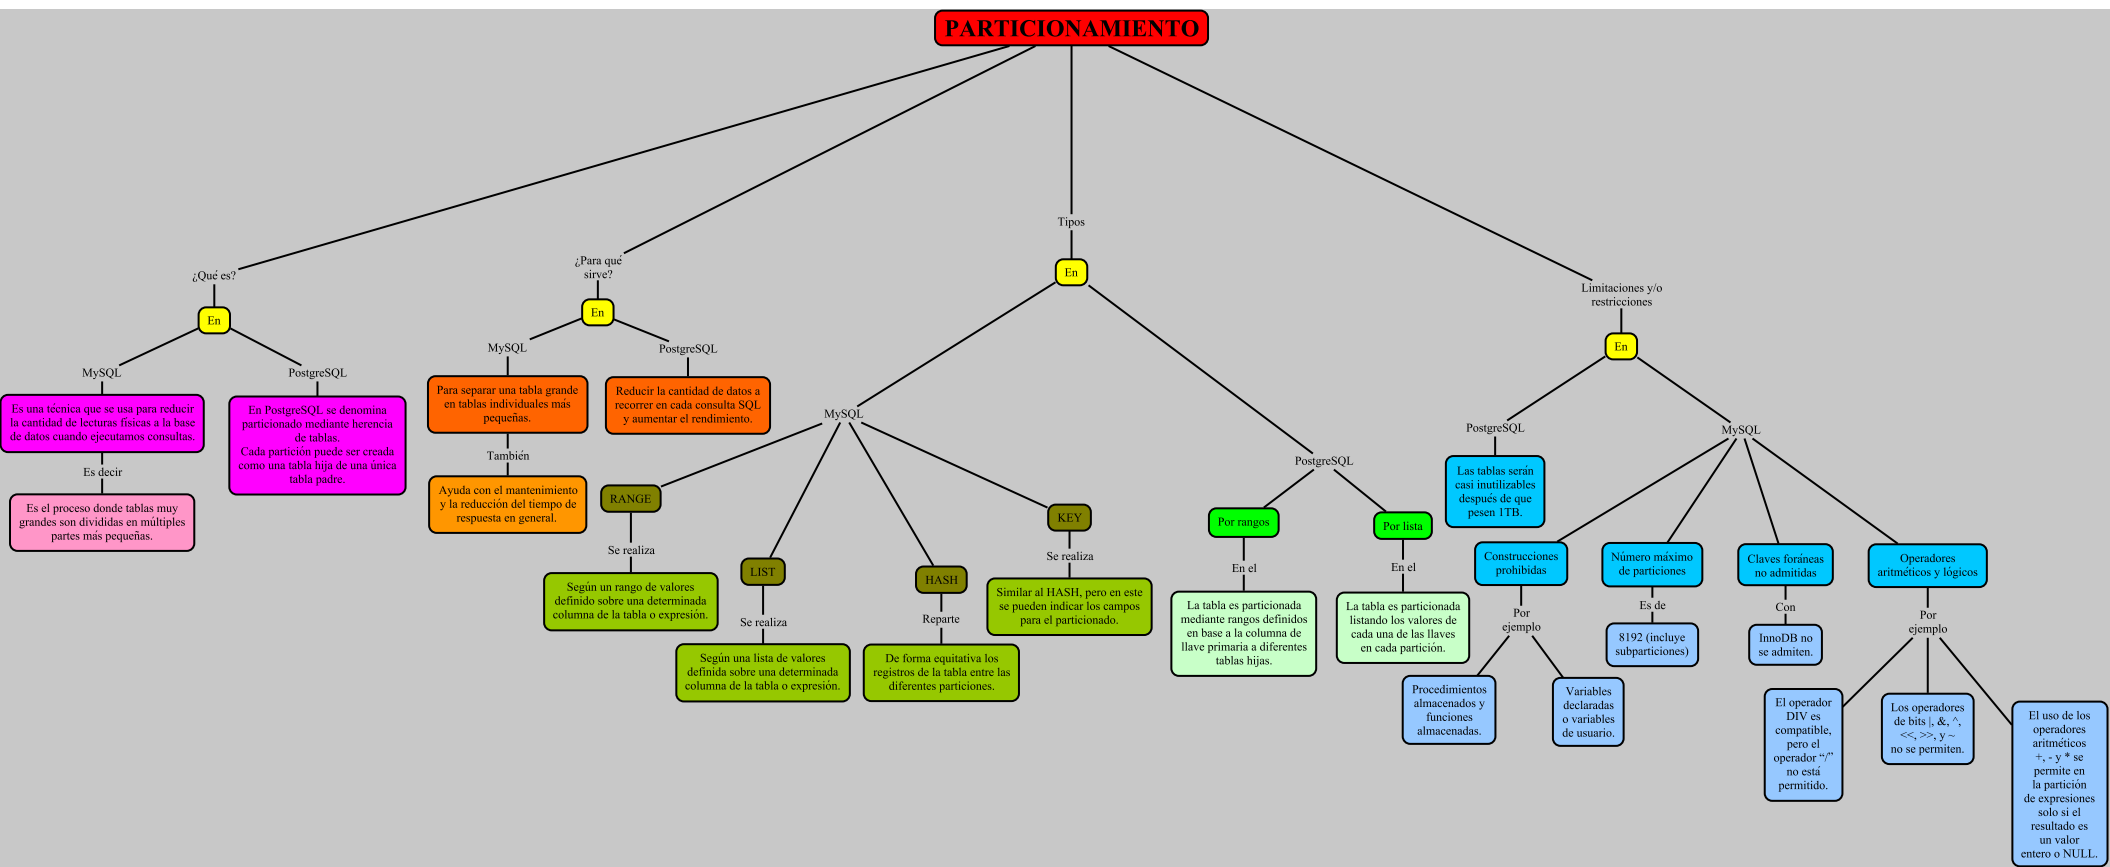 PARTICIONAMIENTO
¿Qué es?
En
MySQL
Es una técnica que se usa para reducir
la cantidad de lecturas físicas a la base
de datos cuando ejecutamos consultas.
Es decir
Es el proceso donde tablas muy
grandes son divididas en múltiples
partes más pequeñas.
PostgreSQL
En PostgreSQL se denomina
particionado mediante herencia
de tablas.
Cada partición puede ser creada
como una tabla hija de una única
tabla padre.
¿Para qué
sirve?
En
MySQL
Para separar una tabla grande
en tablas individuales más
pequeñas.
También
Ayuda con el mantenimiento
y la reducción del tiempo de
respuesta en general.
PostgreSQL
Reducir la cantidad de datos a
recorrer en cada consulta SQL
y aumentar el rendimiento.
Tipos
En
MySQL
RANGE
Se realiza
Según un rango de valores
definido sobre una determinada
columna de la tabla o expresión.
LIST
Se realiza
Según una lista de valores
definida sobre una determinada
columna de la tabla o expresión.
HASH
Reparte
De forma equitativa los
registros de la tabla entre las
diferentes particiones.
KEY
Se realiza
Similar al HASH, pero en este
se pueden indicar los campos
para el particionado.
PostgreSQL
Por rangos
En el
La tabla es particionada
mediante rangos definidos
en base a la columna de
llave primaria a diferentes
tablas hijas.
Por lista
En el
La tabla es particionada
listando los valores de
cada una de las llaves
en cada partición.
Limitaciones y/o
restricciones
En
PostgreSQL
Las tablas serán
casi inutilizables
después de que
pesen 1TB.
MySQL
Construcciones
prohibidas
Por
ejemplo
Procedimientos
almacenados y
funciones
almacenadas.
Variables
declaradas
o variables
de usuario.
Número máximo
de particiones
Es de
8192 (incluye
subparticiones)
Claves foráneas
no admitidas
Con
InnoDB no
se admiten.
Operadores
aritméticos y lógicos
Por
ejemplo
El operador
DIV es
compatible,
pero el
operador “/”
no está
permitido.
Los operadores
de bits |, &, ^,
<<, >>, y ~
no se permiten.
El uso de los
operadores
aritméticos
+, - y * se
permite en
la partición
de expresiones
solo si el
resultado es
un valor
entero o NULL.